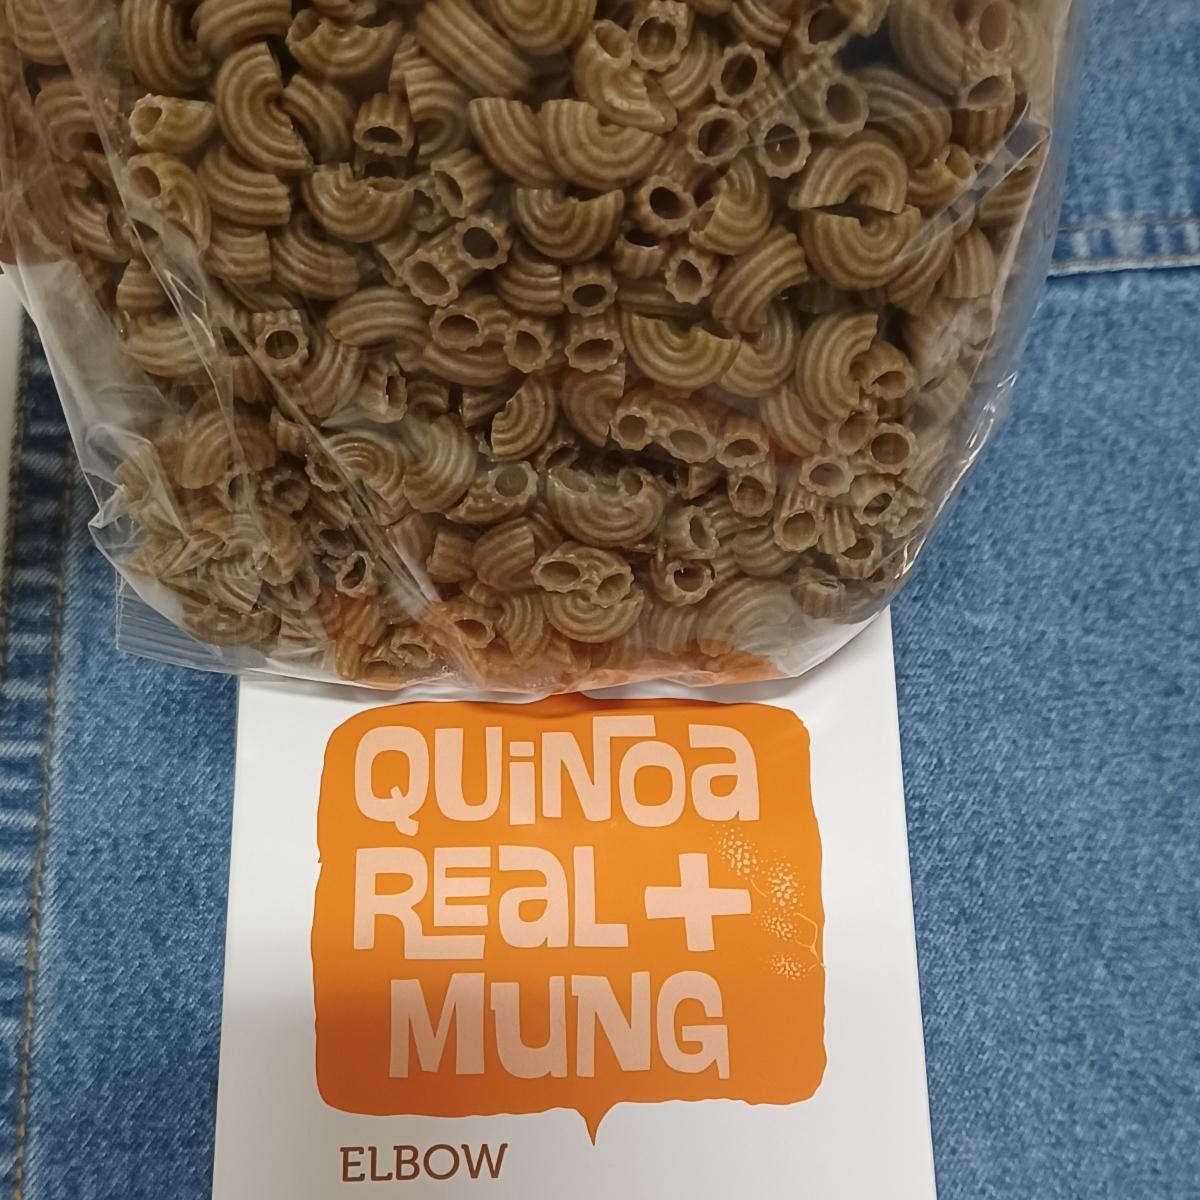 QUiNoa
REaL +
MUNG
ELBOW